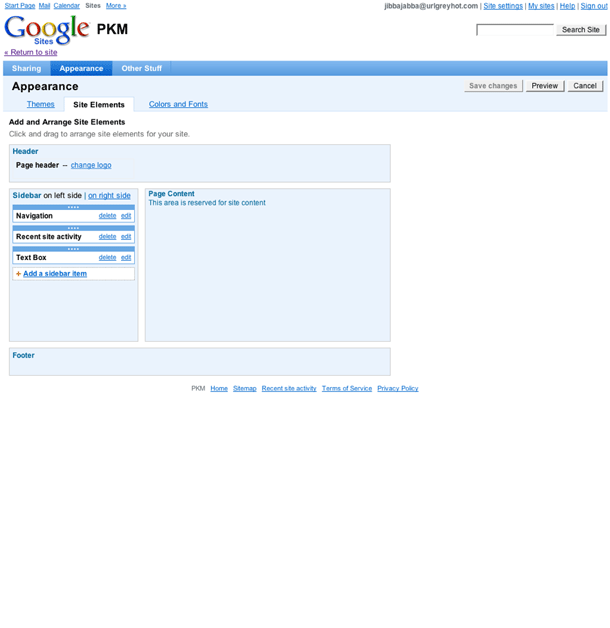 Start Page Mail Calendar Sites More » jibbajabba@urlgreyhot.com | Site settings | My sites | Help | Sign out
Google Sites PKM Search Site
« Return to site
Sharing Appearance Other Stuff
Appearance Save changes Preview Cancel
Themes Site Elements Colors and Fonts
Add and Arrange Site Elements
Click and drag to arrange site elements for your site.
Header
Page header -- change logo
Sidebar on left side | on right side
Navigation delete edit
Recent site activity delete edit
Text Box delete edit
+ Add a sidebar item
Page Content
This area is reserved for site content
Footer
PKM Home Sitemap Recent site activity Terms of Service Privacy Policy